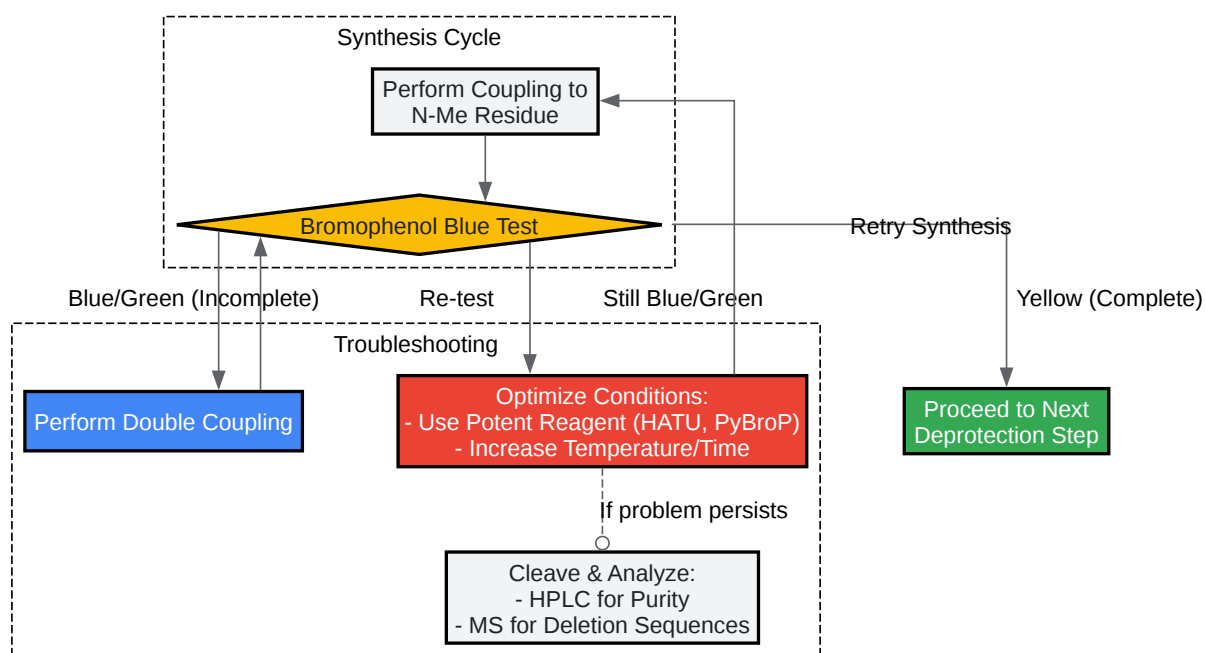 Synthesis Cycle
Perform Coupling to
N-Me Residue
Bromophenol Blue Test
Retry Synthesis
Blue/Green (Incomplete)
Re-test
Still Blue/Green
Yellow (Complete)
Troubleshooting
Perform Double Coupling
Optimize Conditions:
- Use Potent Reagent (HATU, PyBroP)
- Increase Temperature/Time
Proceed to Next
Deprotection Step
If problem persists
Cleave & Analyze:
- HPLC for Purity
- MS for Deletion Sequences